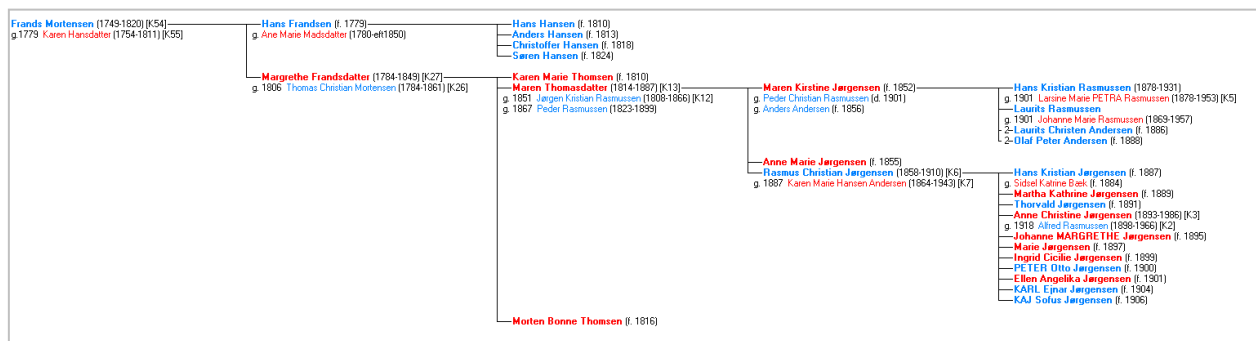 Frands Mortensen (1749-1820) [K54]
g.1779 Karen Hansdatter (1754-1811) [K55]
Hans Frandsen (f. 1779)
g. Ane Marie Madsdatter (1780-eft1850)
Hans Hansen (f. 1810)
Anders Hansen (f. 1813)
Christoffer Hansen (f. 1818)
Søren Hansen (f. 1824)
Margrethe Frandsdatter (1784-1849) [K27]
g. 1806 Thomas Christian Mortensen (1784-1861) [K26]
Karen Marie Thomsen (f. 1810)
Maren Thomasdatter (1814-1887) [K13]
g. 1851 Jørgen Kristian Rasmussen (1808-1866) [K12]
g. 1867 Peder Rasmussen (1823-1899)
Maren Kirstine Jørgensen (f. 1852)
g. Peder Christian Rasmussen (d. 1901)
g. Anders Andersen (f. 1856)
Hans Kristian Rasmussen (1878-1931)
g. 1901 Larsine Marie PETRA Rasmussen (1878-1953) [K5]
Laurits Rasmussen
g. 1901 Johanne Marie Rasmussen (1869-1957)
2 Laurits Christen Andersen (f. 1886)
2 Olaf Peter Andersen (f. 1888)
Anne Marie Jørgensen (f. 1855)
Rasmus Christian Jørgensen (1858-1910) [K6]
g. 1887 Karen Marie Hansen Andersen (1864-1943) [K7]
Hans Kristian Jørgensen (f. 1887)
g. Sidsel Katrine Bæk (f. 1884)
Martha Kathrine Jørgensen (f. 1889)
Thorvald Jørgensen (f. 1891)
Anne Christine Jørgensen (1893-1986) [K3]
g. 1918 Alfred Rasmussen (1898-1966) [K2]
Johanne MARGRETHE Jørgensen (f. 1895)
Marie Jørgensen (f. 1897)
Ingrid Cicilie Jørgensen (f. 1899)
PETER Otto Jørgensen (f. 1900)
Ellen Angelika Jørgensen (f. 1901)
KARL Ejnar Jørgensen (f. 1904)
KAJ Sofus Jørgensen (f. 1906)
Morten Bonne Thomsen (f. 1816)